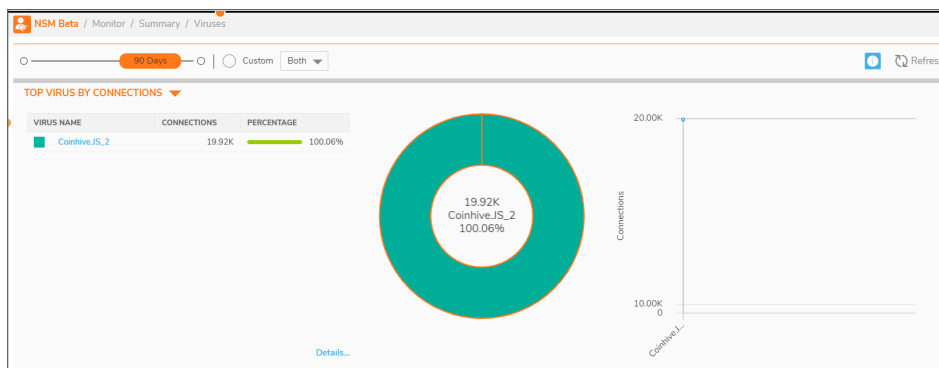 NSM Beta / Monitor / Summary / Viruses
90 Days Custom Both Refres
TOP VIRUS BY CONNECTIONS
VIRUS NAME CONNECTIONS PERCENTAGE
Coinhive.JS_2 19.92K 100.06%
Details...
19.92K
Coinhive.JS_2
100.06%
20.00K
Connections
10.00K
0
Coinhive.J...